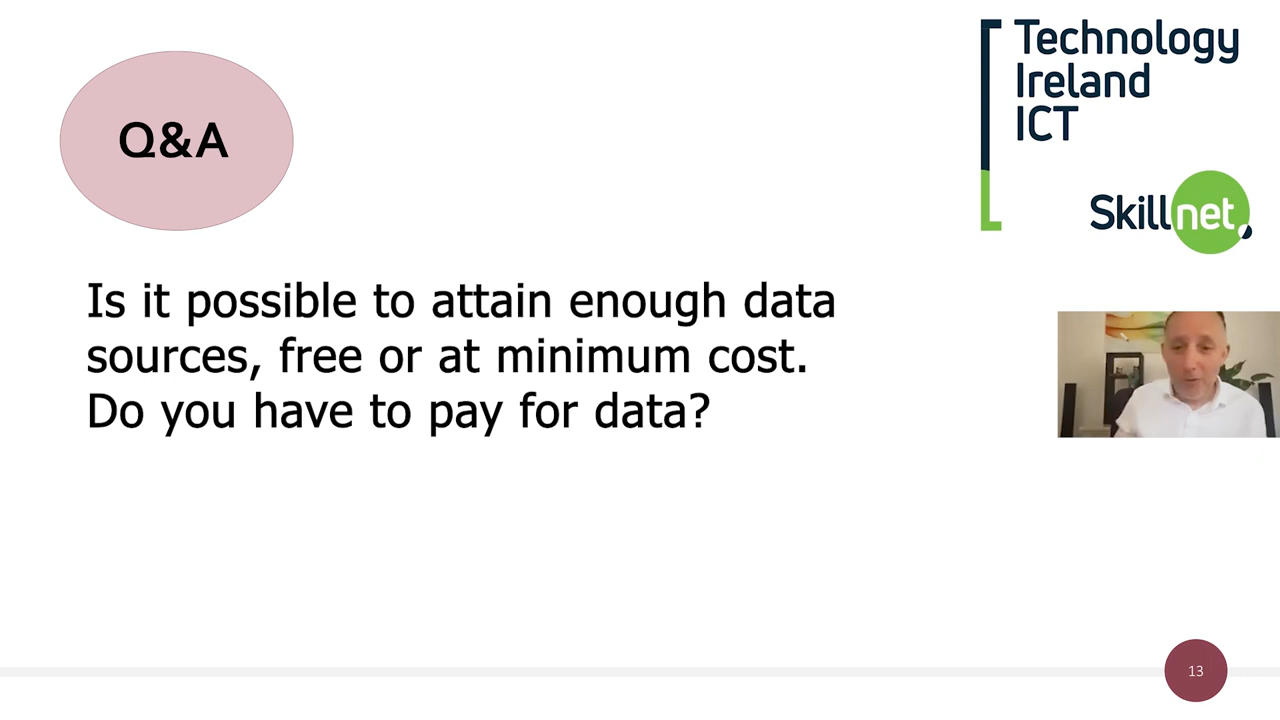 Q&A
Technology
Ireland
ICT
Skillnet
Is it possible to attain enough data
sources, free or at minimum cost.
Do you have to pay for data?
13